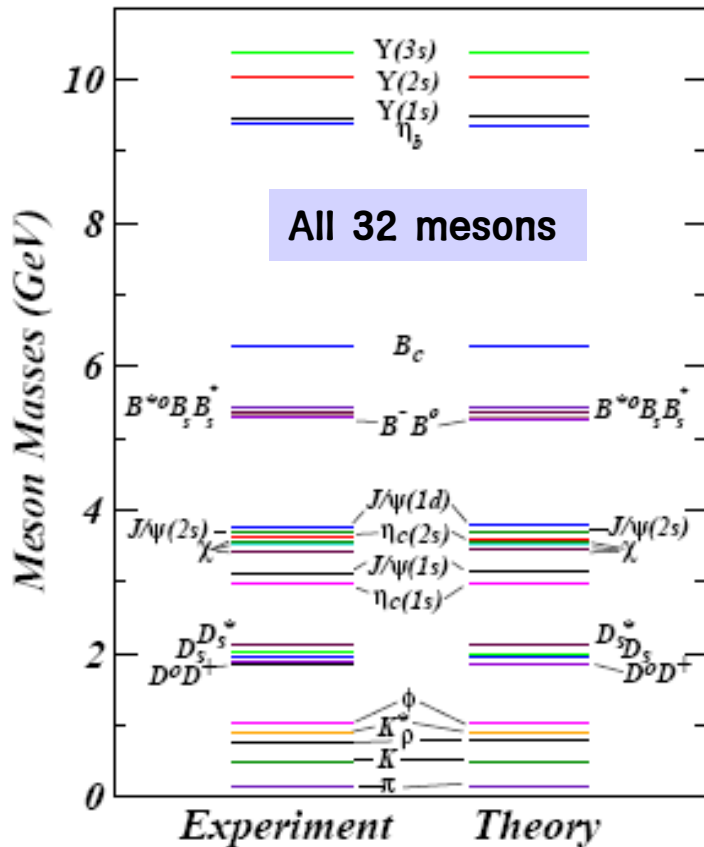 Υ(3s)
10
Υ(2s)
Υ(1s)
η_b
All 32 mesons
8
Meson Masses (GeV)
B_c
6
B*⁰B_sB_s* B*⁰B_sB_s*
B⁻B⁰
4
J/ψ(1d)
J/ψ(2s) J/ψ(2s)
η_c(2s)
χ χ
J/ψ(1s)
η_c(1s)
D_s* D_s*
2
D_s D_s
D⁰D⁺ D⁰D⁺
φ
K*
ρ
K
π
0
Experiment Theory